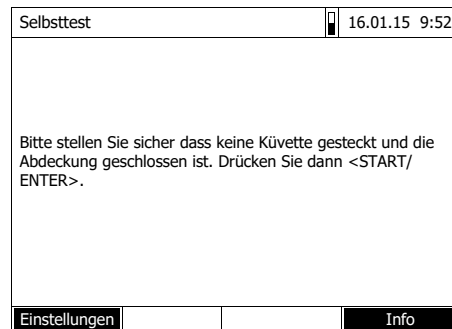 Selbsttest 16.01.15 9:52
Bitte stellen Sie sicher dass keine Küvette gesteckt und die
Abdeckung geschlossen ist. Drücken Sie dann <START/
ENTER>.
Einstellungen Info